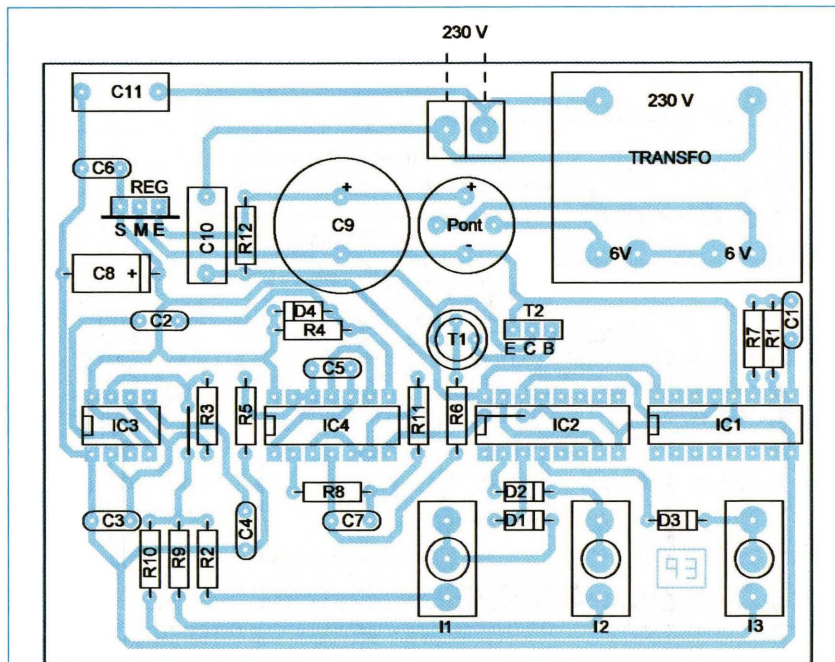 230 V
C11
230 V
TRANSFO
C6
REG
S M E
C10
R12
+
C9
+
Pont
-
6V
6 V
C8 +
C2
D4
R4
T1
T2
E C B
R7
R1
C1
C5
IC3
R3
R5
IC4
R11
R6
IC2
IC1
R8
D2
C3
C4
C7
D1
D3
R10
R9
R2
93
I1
I2
I3